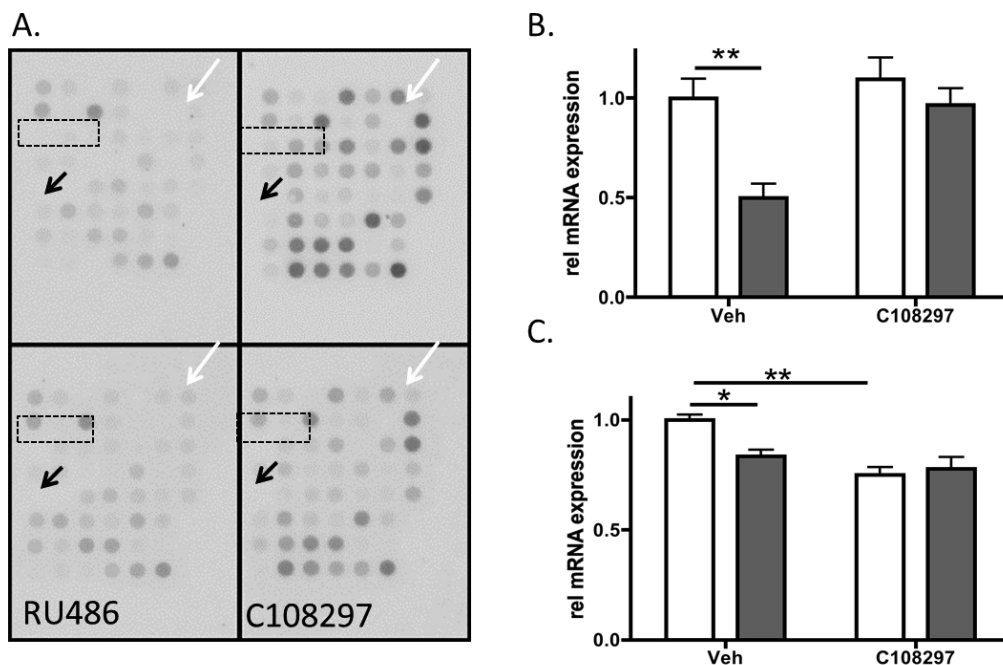 A.
RU486
C108297
B.
rel mRNA expression
1.0
0.5
0.0
**
Veh
C108297
C.
rel mRNA expression
1.0
0.5
0.0
**
*
Veh
C108297